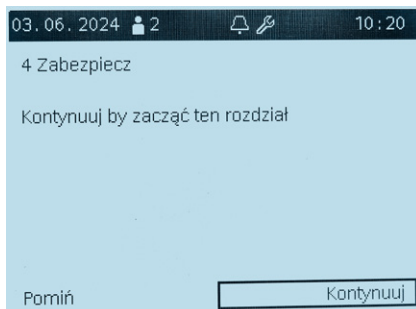 03.06.2024 2 10:20
4 Zabezpiecz
Kontynuuj by zacząć ten rozdział
Pomiń Kontynuuj